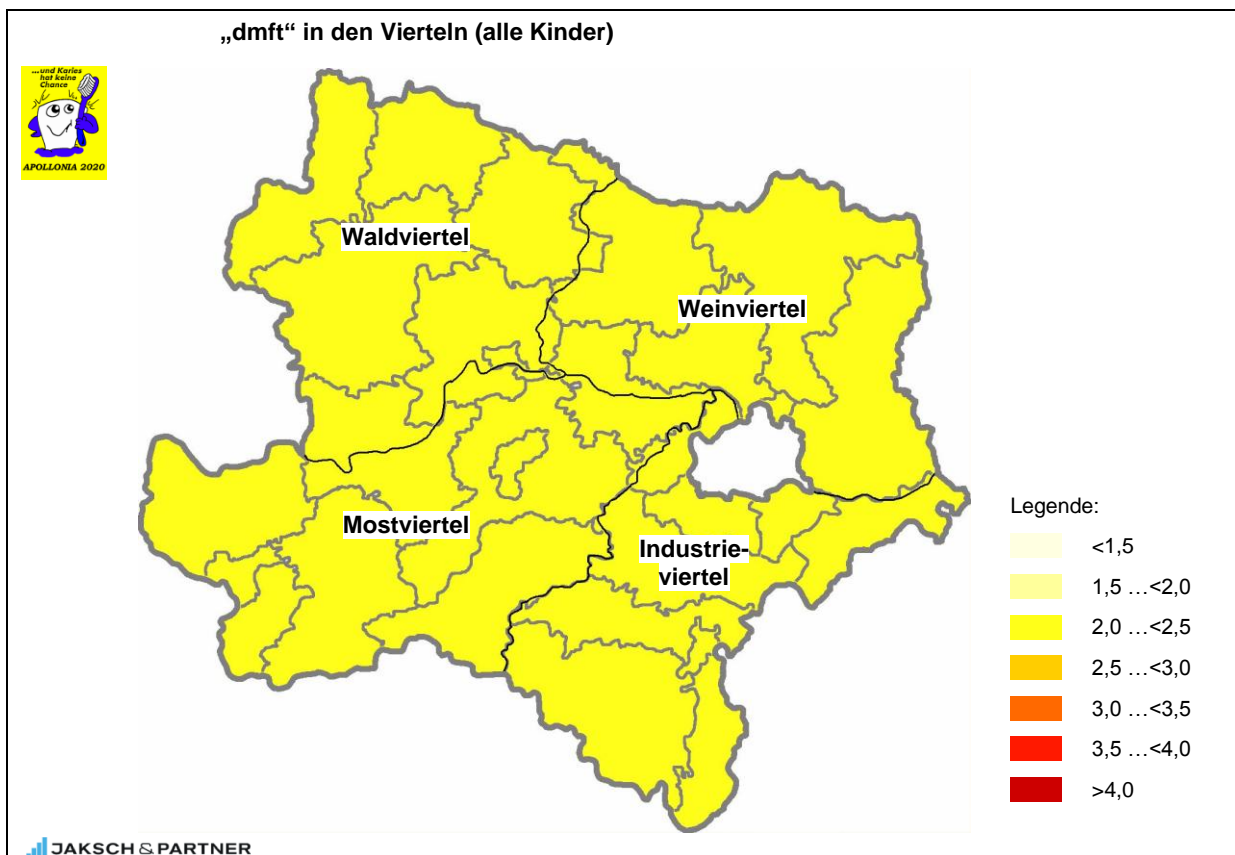 „dmft“ in den Vierteln (alle Kinder)
...und Karies
hat keine
Chance
APOLLONIA 2020
Waldviertel
Weinviertel
Mostviertel
Industrie-
viertel
Legende:
<1,5
1,5 …<2,0
2,0 …<2,5
2,5 …<3,0
3,0 …<3,5
3,5 …<4,0
>4,0
JAKSCH & PARTNER